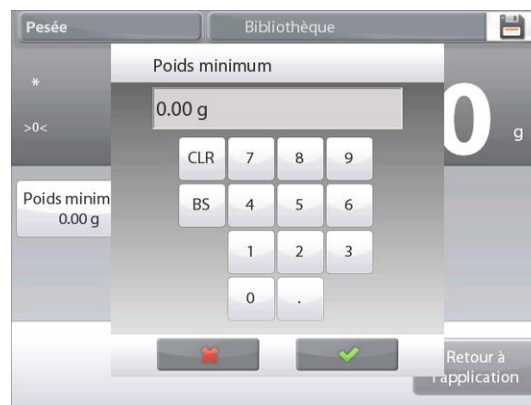 Pesée
Bibliothèque
Poids minimum
*
0.00 g
>0<
0
g
CLR
7
8
9
Poids minim
0.00 g
BS
4
5
6
1
2
3
0
.
Retour à
l'application